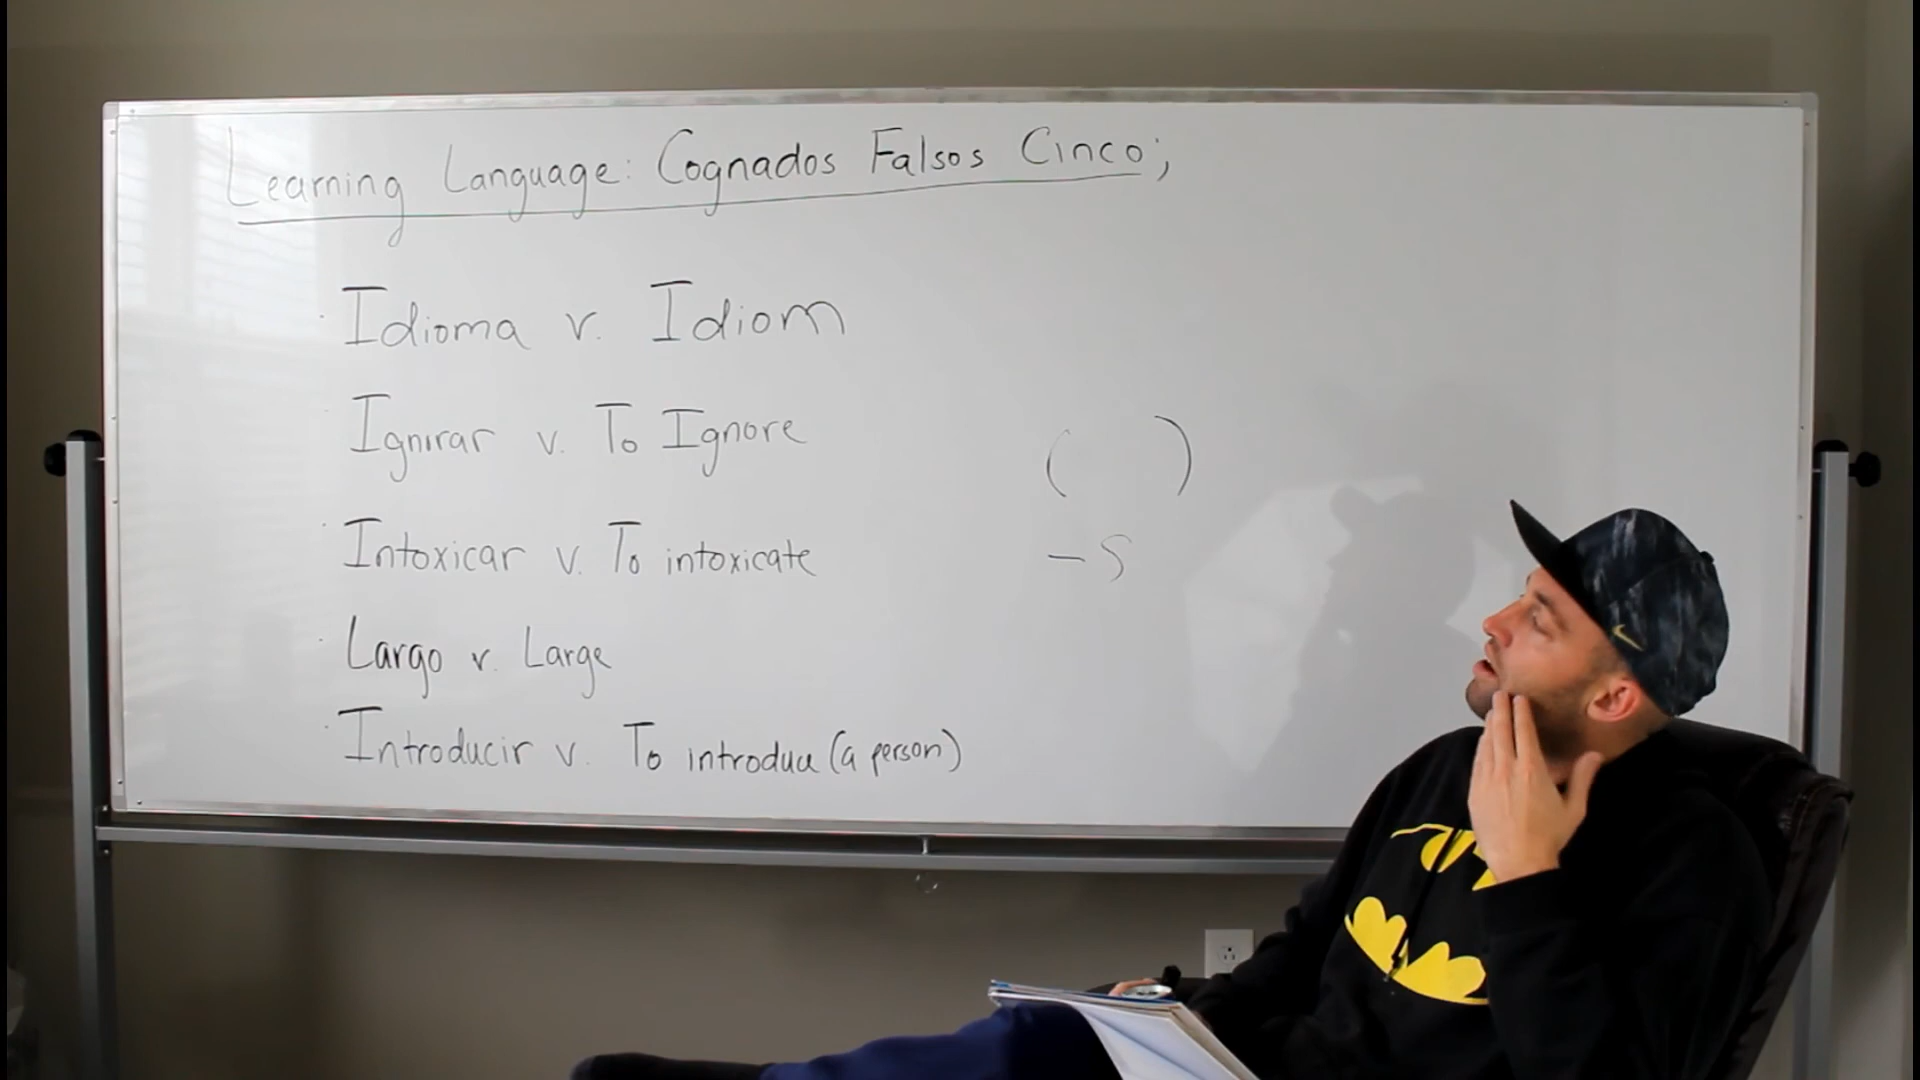 Learning Language: Cognados Falsos Cinco;
Idioma v. Idiom
Ignorar v. To Ignore
( )
Intoxicar v. To intoxicate
- S
Largo v. Large
Introducir v. To introduce (a person)